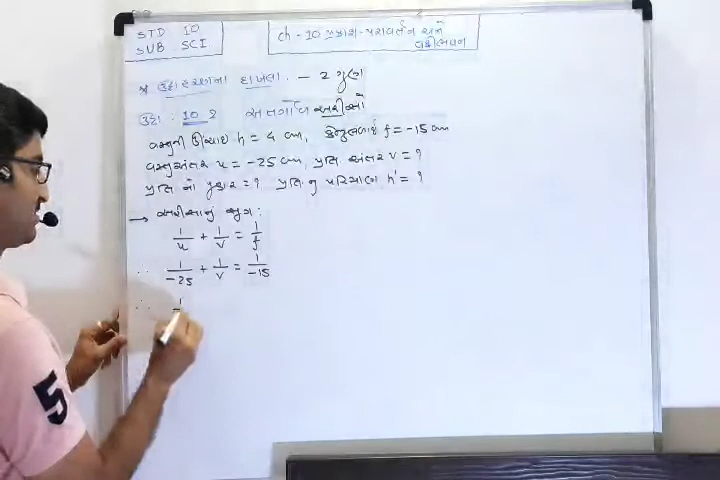 STD 10
SUB SCI
ch - 10 પ્રકાશ - પરાવર્તન અને
વક્રીભવન
* ઉદાહરણના દાખલા. - 2 ગુણ
ઉદા : 10.2 અંતર્ગોળ અરીસો
વસ્તુની ઊંચાઈ h = 4 cm, કેન્દ્રલંબાઈ f = -15 cm
વસ્તુઅંતર u = -25 cm, પ્રતિ અંતર v = ?
પ્રતિ નો પ્રકાર = ? પ્રતિ નું પરિમાણ h' = ?
→ અરીસાનું સૂત્ર :
1/u + 1/v = 1/f
∴ 1/-25 + 1/v = 1/-15
∴ 1
5